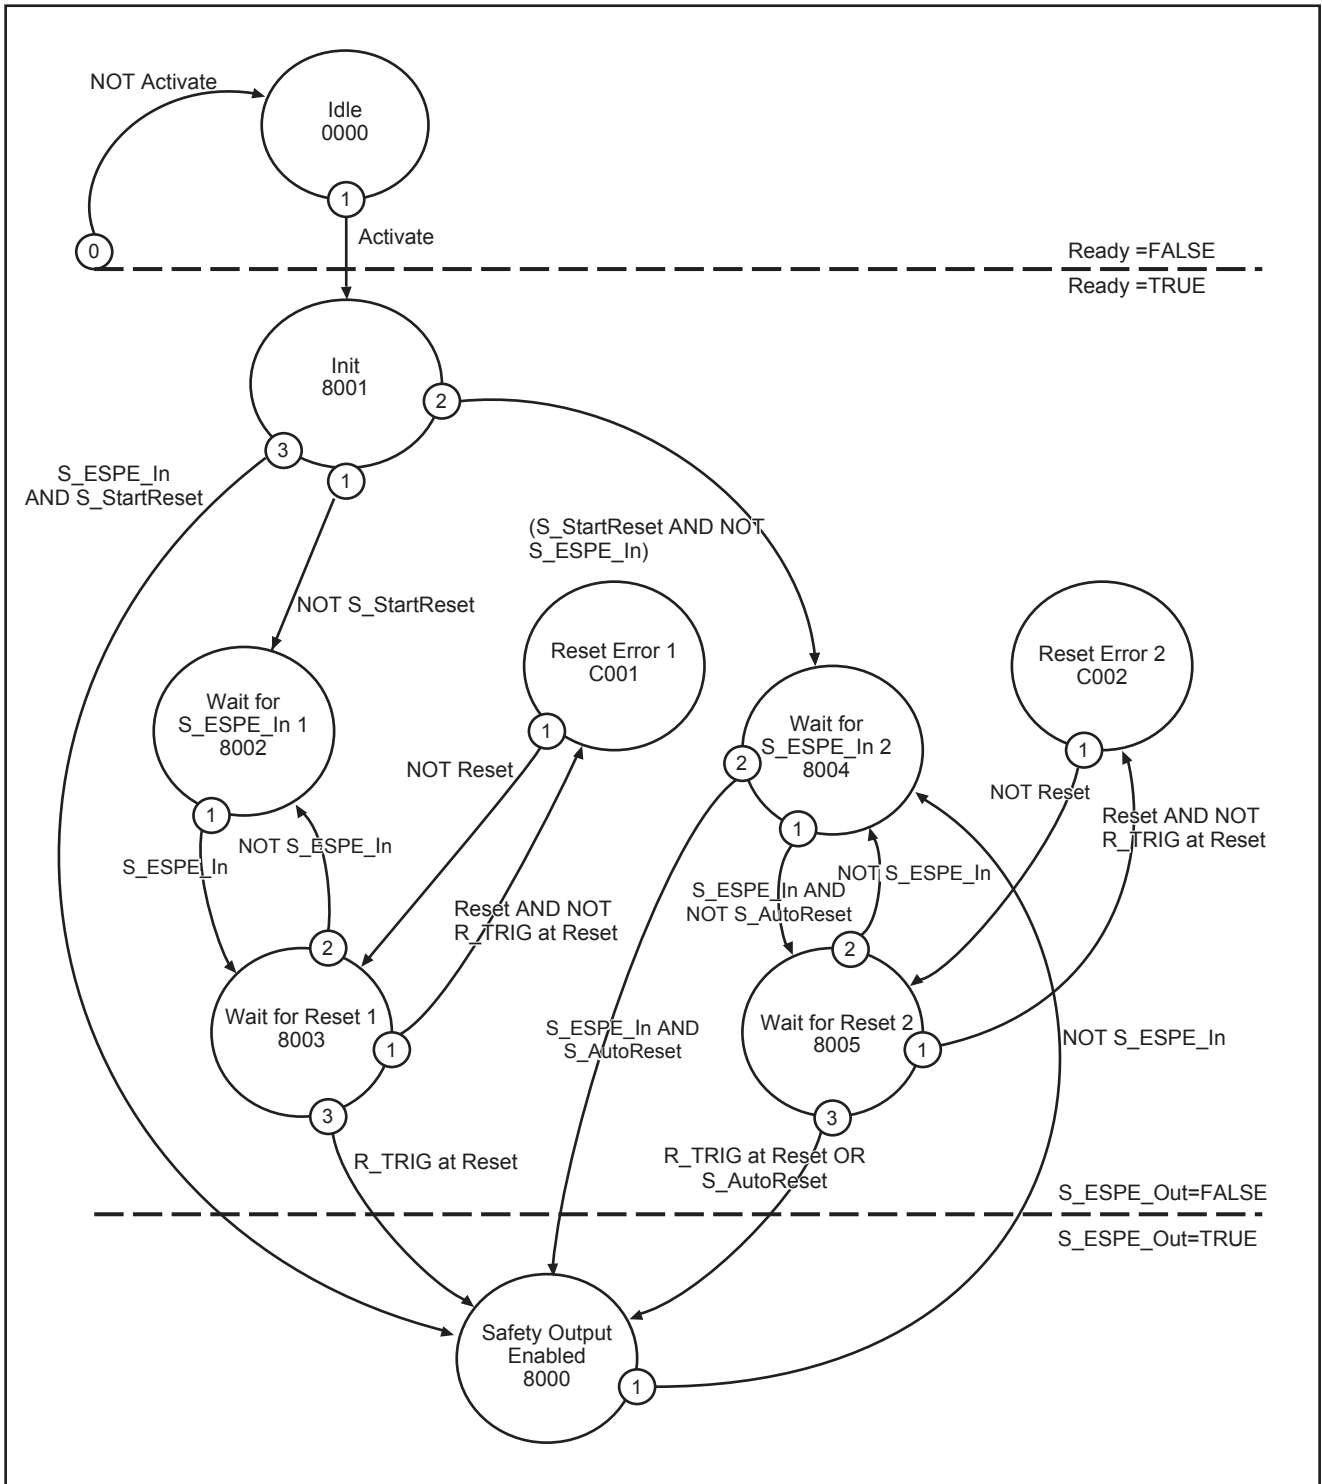 NOT Activate
Idle
0000
1
Activate
0
Ready =FALSE
Ready =TRUE
Init
8001
2
3
1
S_ESPE_In
AND S_StartReset
(S_StartReset AND NOT
S_ESPE_In)
NOT S_StartReset
Reset Error 1
C001
1
Reset Error 2
C002
1
Wait for
S_ESPE_In 1
8002
1
Wait for
S_ESPE_In 2
8004
2
1
NOT Reset
NOT Reset
Reset AND NOT
R_TRIG at Reset
S_ESPE_In
NOT S_ESPE_In
S_ESPE_In AND
NOT S_AutoReset
NOT S_ESPE_In
Reset AND NOT
R_TRIG at Reset
2
Wait for Reset 1
8003
1
3
S_ESPE_In AND
S_AutoReset
2
Wait for Reset 2
8005
1
3
NOT S_ESPE_In
R_TRIG at Reset
R_TRIG at Reset OR
S_AutoReset
S_ESPE_Out=FALSE
S_ESPE_Out=TRUE
Safety Output
Enabled
8000
1